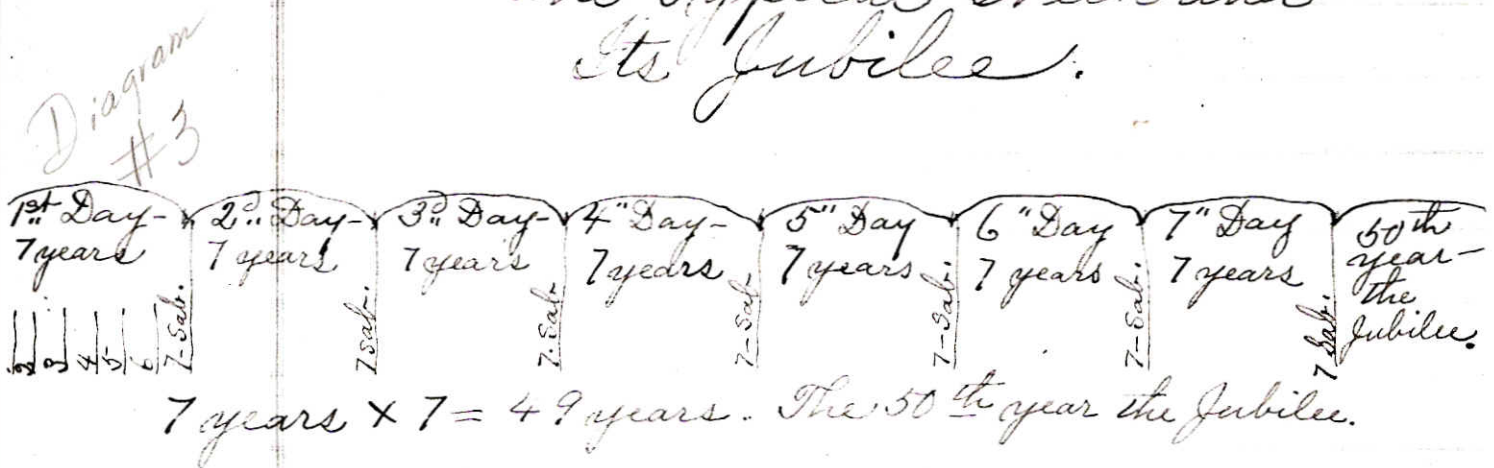 Its Jubilee.
Diagram
#3
1st Day- 2d Day- 3d Day- 4" Day- 5" Day 6" Day 7" Day 50th
7 years 7 years 7 years 7 years 7 years 7 years 7 years year-
the
Jubilee.
2 3 4 5 6 7-Sab. 7 Sab. 7. Sab 7-Sab 7-Sab. 7-Sab. 7 Sab.
7 years x 7 = 49 years. The 50th year the Jubilee.